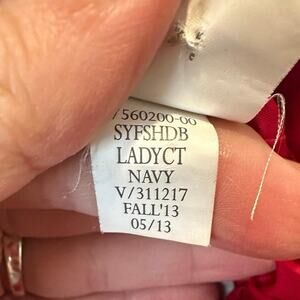 /560200-00
SYFSHDB
LADYCT
NAVY
V/311217
FALL'13
05/13